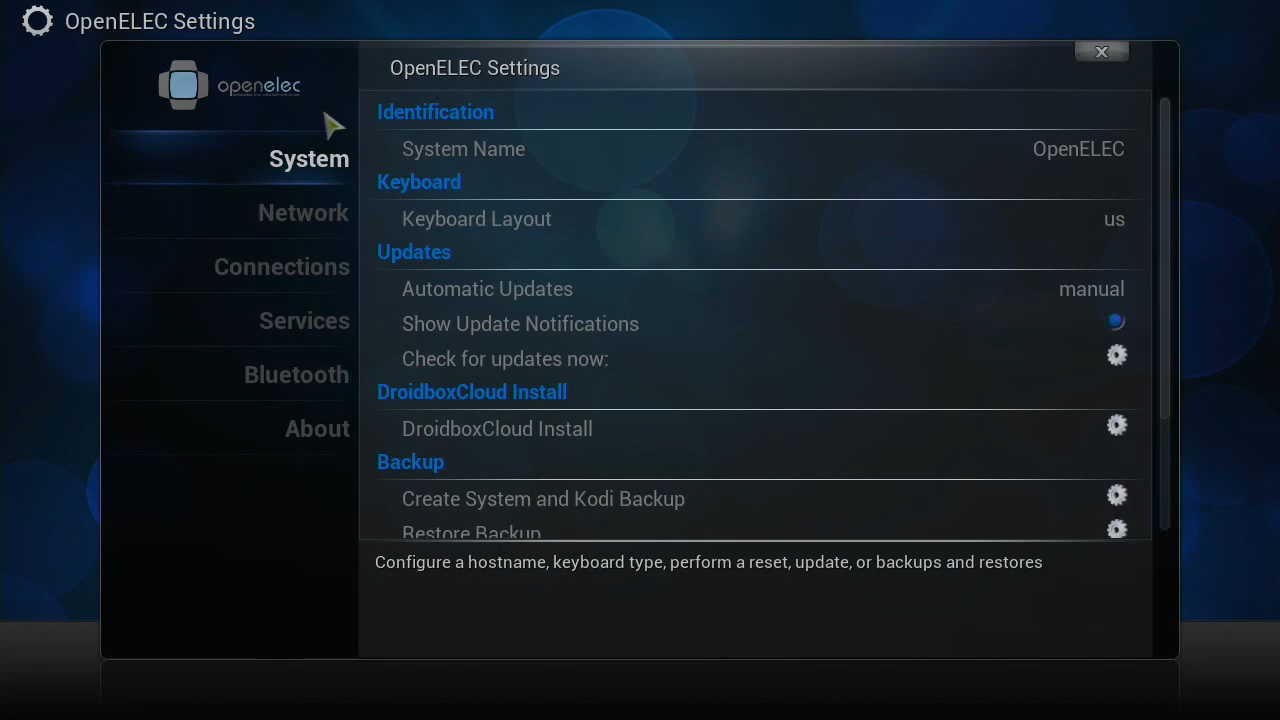 OpenELEC Settings
openelec
System
Network
Connections
Services
Bluetooth
About
OpenELEC Settings
Identification
System Name OpenELEC
Keyboard
Keyboard Layout us
Updates
Automatic Updates manual
Show Update Notifications
Check for updates now:
DroidboxCloud Install
DroidboxCloud Install
Backup
Create System and Kodi Backup
Restore Backup
Configure a hostname, keyboard type, perform a reset, update, or backups and restores